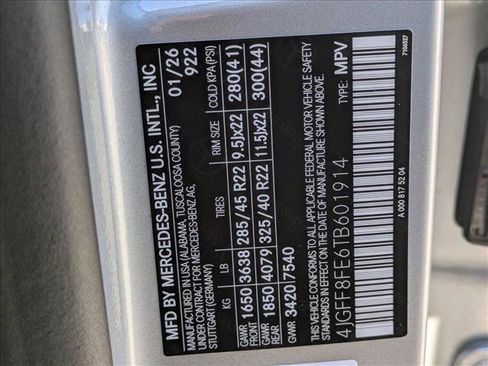 MFD BY MERCEDES-BENZ U.S. INTL., INC
MANUFACTURED IN USA (ALABAMA, TUSCALOOSA COUNTY)
UNDER CONTRACT FROM MERCEDES-BENZ AG,
STUTTGART (GERMANY)
01/26
922
KG LB TIRES RIM SIZE COLD KPA (PSI)
GAWR FRONT 1650 3638 285/45 R22 9.5Jx22 280(41)
GAWR REAR 1850 4079 325/40 R22 11.5Jx22 300(44)
GVWR 3420 7540
THIS VEHICLE CONFORMS TO ALL APPLICABLE FEDERAL MOTOR VEHICLE SAFETY
STANDARDS IN EFFECT ON THE DATE OF MANUFACTURE SHOWN ABOVE.
4JGFF8FE6TB601914 TYPE: MPV
A 000 817 52 04